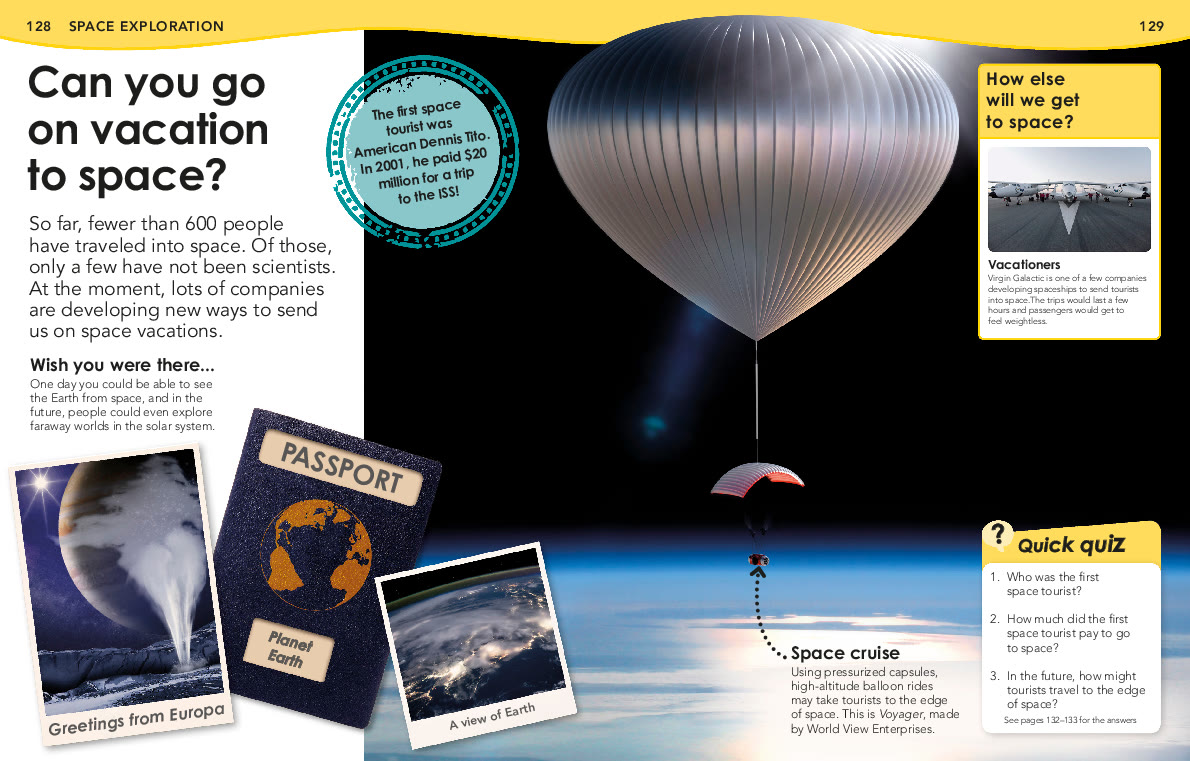 128 SPACE EXPLORATION
129
Can you go
on vacation
to space?
So far, fewer than 600 people
have traveled into space. Of those,
only a few have not been scientists.
At the moment, lots of companies
are developing new ways to send
us on space vacations.
Wish you were there...
One day you could be able to see
the Earth from space, and in the
future, people could even explore
faraway worlds in the solar system.
Greetings from Europa
PASSPORT
Planet
Earth
A view of Earth
The first space
tourist was
American Dennis Tito.
In 2001, he paid $20
million for a trip
to the ISS!
Space cruise
Using pressurized capsules,
high-altitude balloon rides
may take tourists to the edge
of space. This is Voyager, made
by World View Enterprises.
How else
will we get
to space?
Vacationers
Virgin Galactic is one of a few companies
developing spaceships to send tourists
into space.The trips would last a few
hours and passengers would get to
feel weightless.
? Quick quiz
1. Who was the first
space tourist?
2. How much did the first
space tourist pay to go
to space?
3. In the future, how might
tourists travel to the edge
of space?
See pages 132–133 for the answers